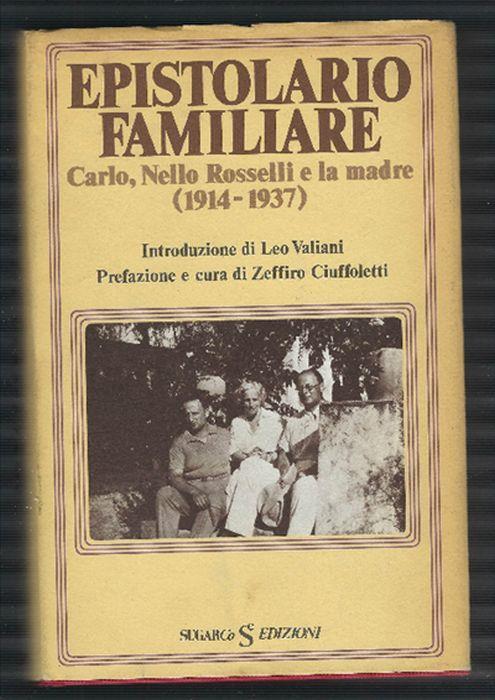 EPISTOLARIO
FAMILIARE
Carlo, Nello Rosselli e la madre
(1914-1937)
Introduzione di Leo Valiani
Prefazione e cura di Zeffiro Ciuffoletti
SUGARCo Sc EDIZIONI